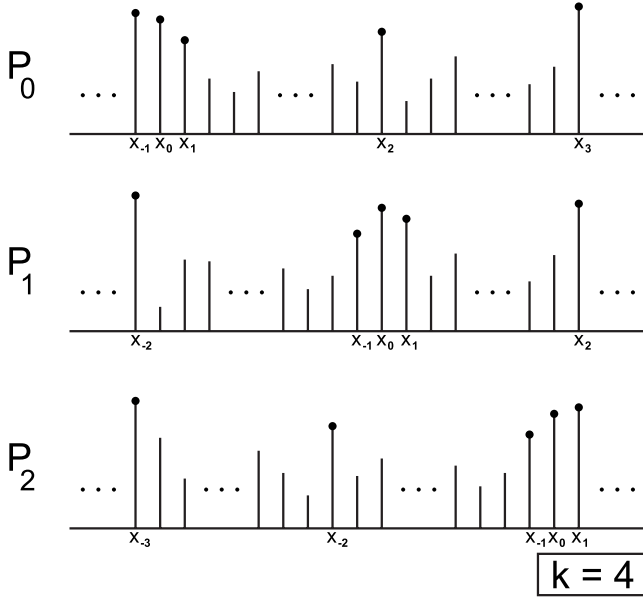 P₀
• • • • • • • • • • • •
x₋₁ x₀ x₁ x₂ x₃
P₁
• • • • • • • • • • • •
x₋₂ x₋₁ x₀ x₁ x₂
P₂
• • • • • • • • • • • •
x₋₃ x₋₂ x₋₁ x₀ x₁
k = 4